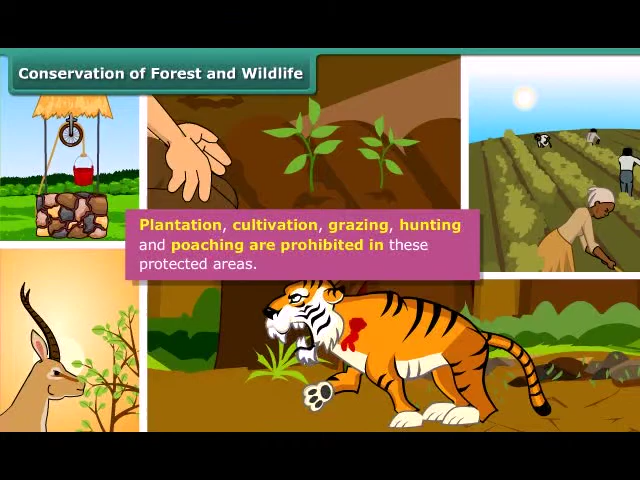 Conservation of Forest and Wildlife
Plantation, cultivation, grazing, hunting
and poaching are prohibited in these
protected areas.